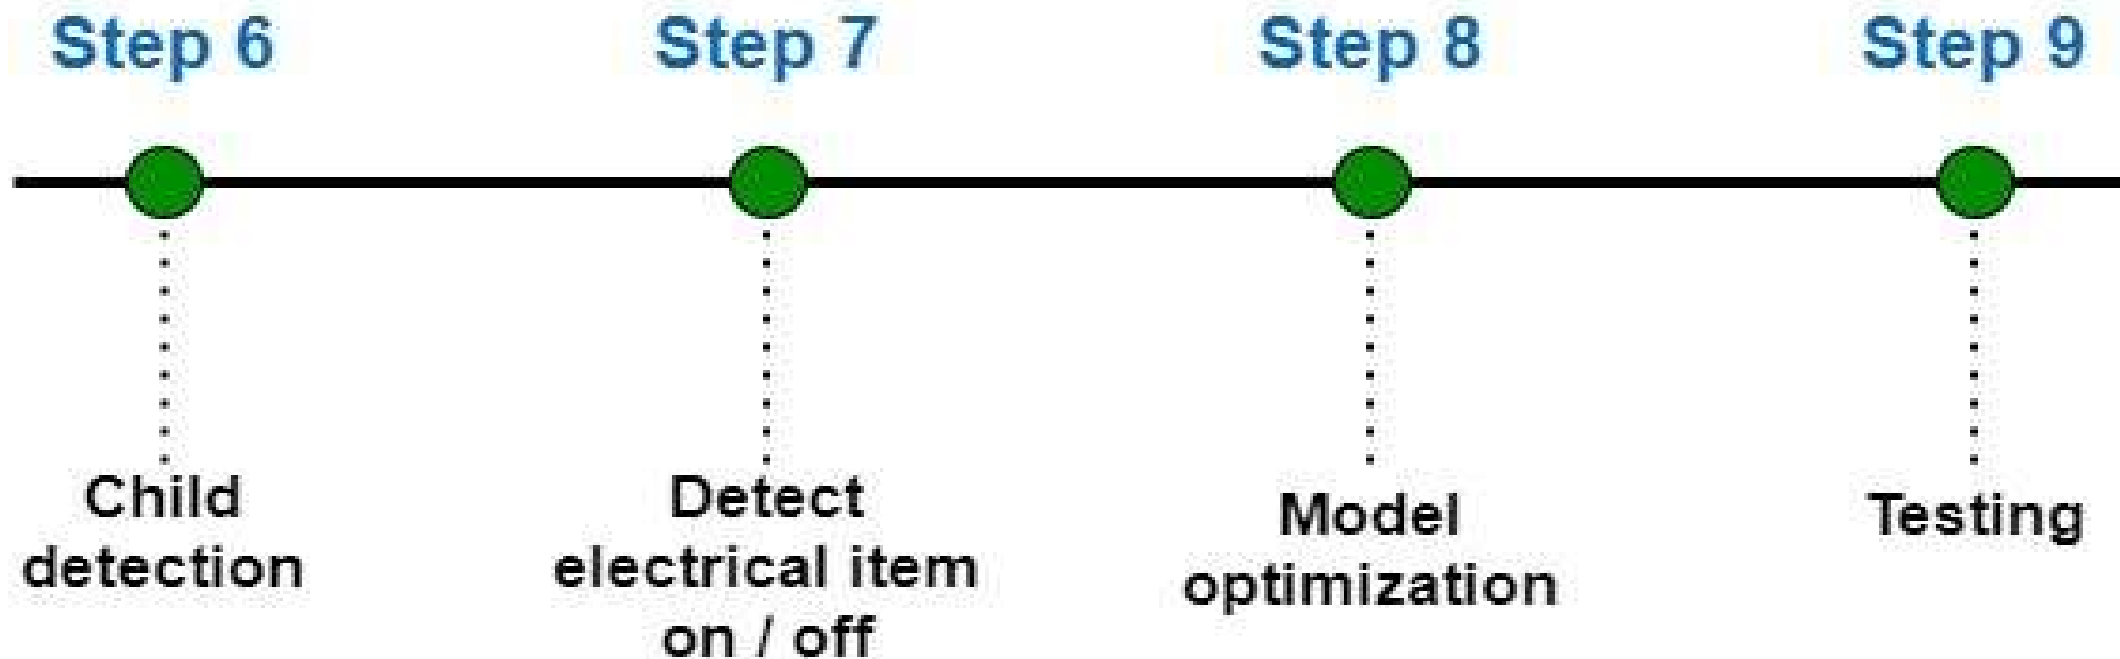 Step 6
Step 7
Step 8
Step 9
Child
detection
Detect
electrical item
on / off
Model
optimization
Testing